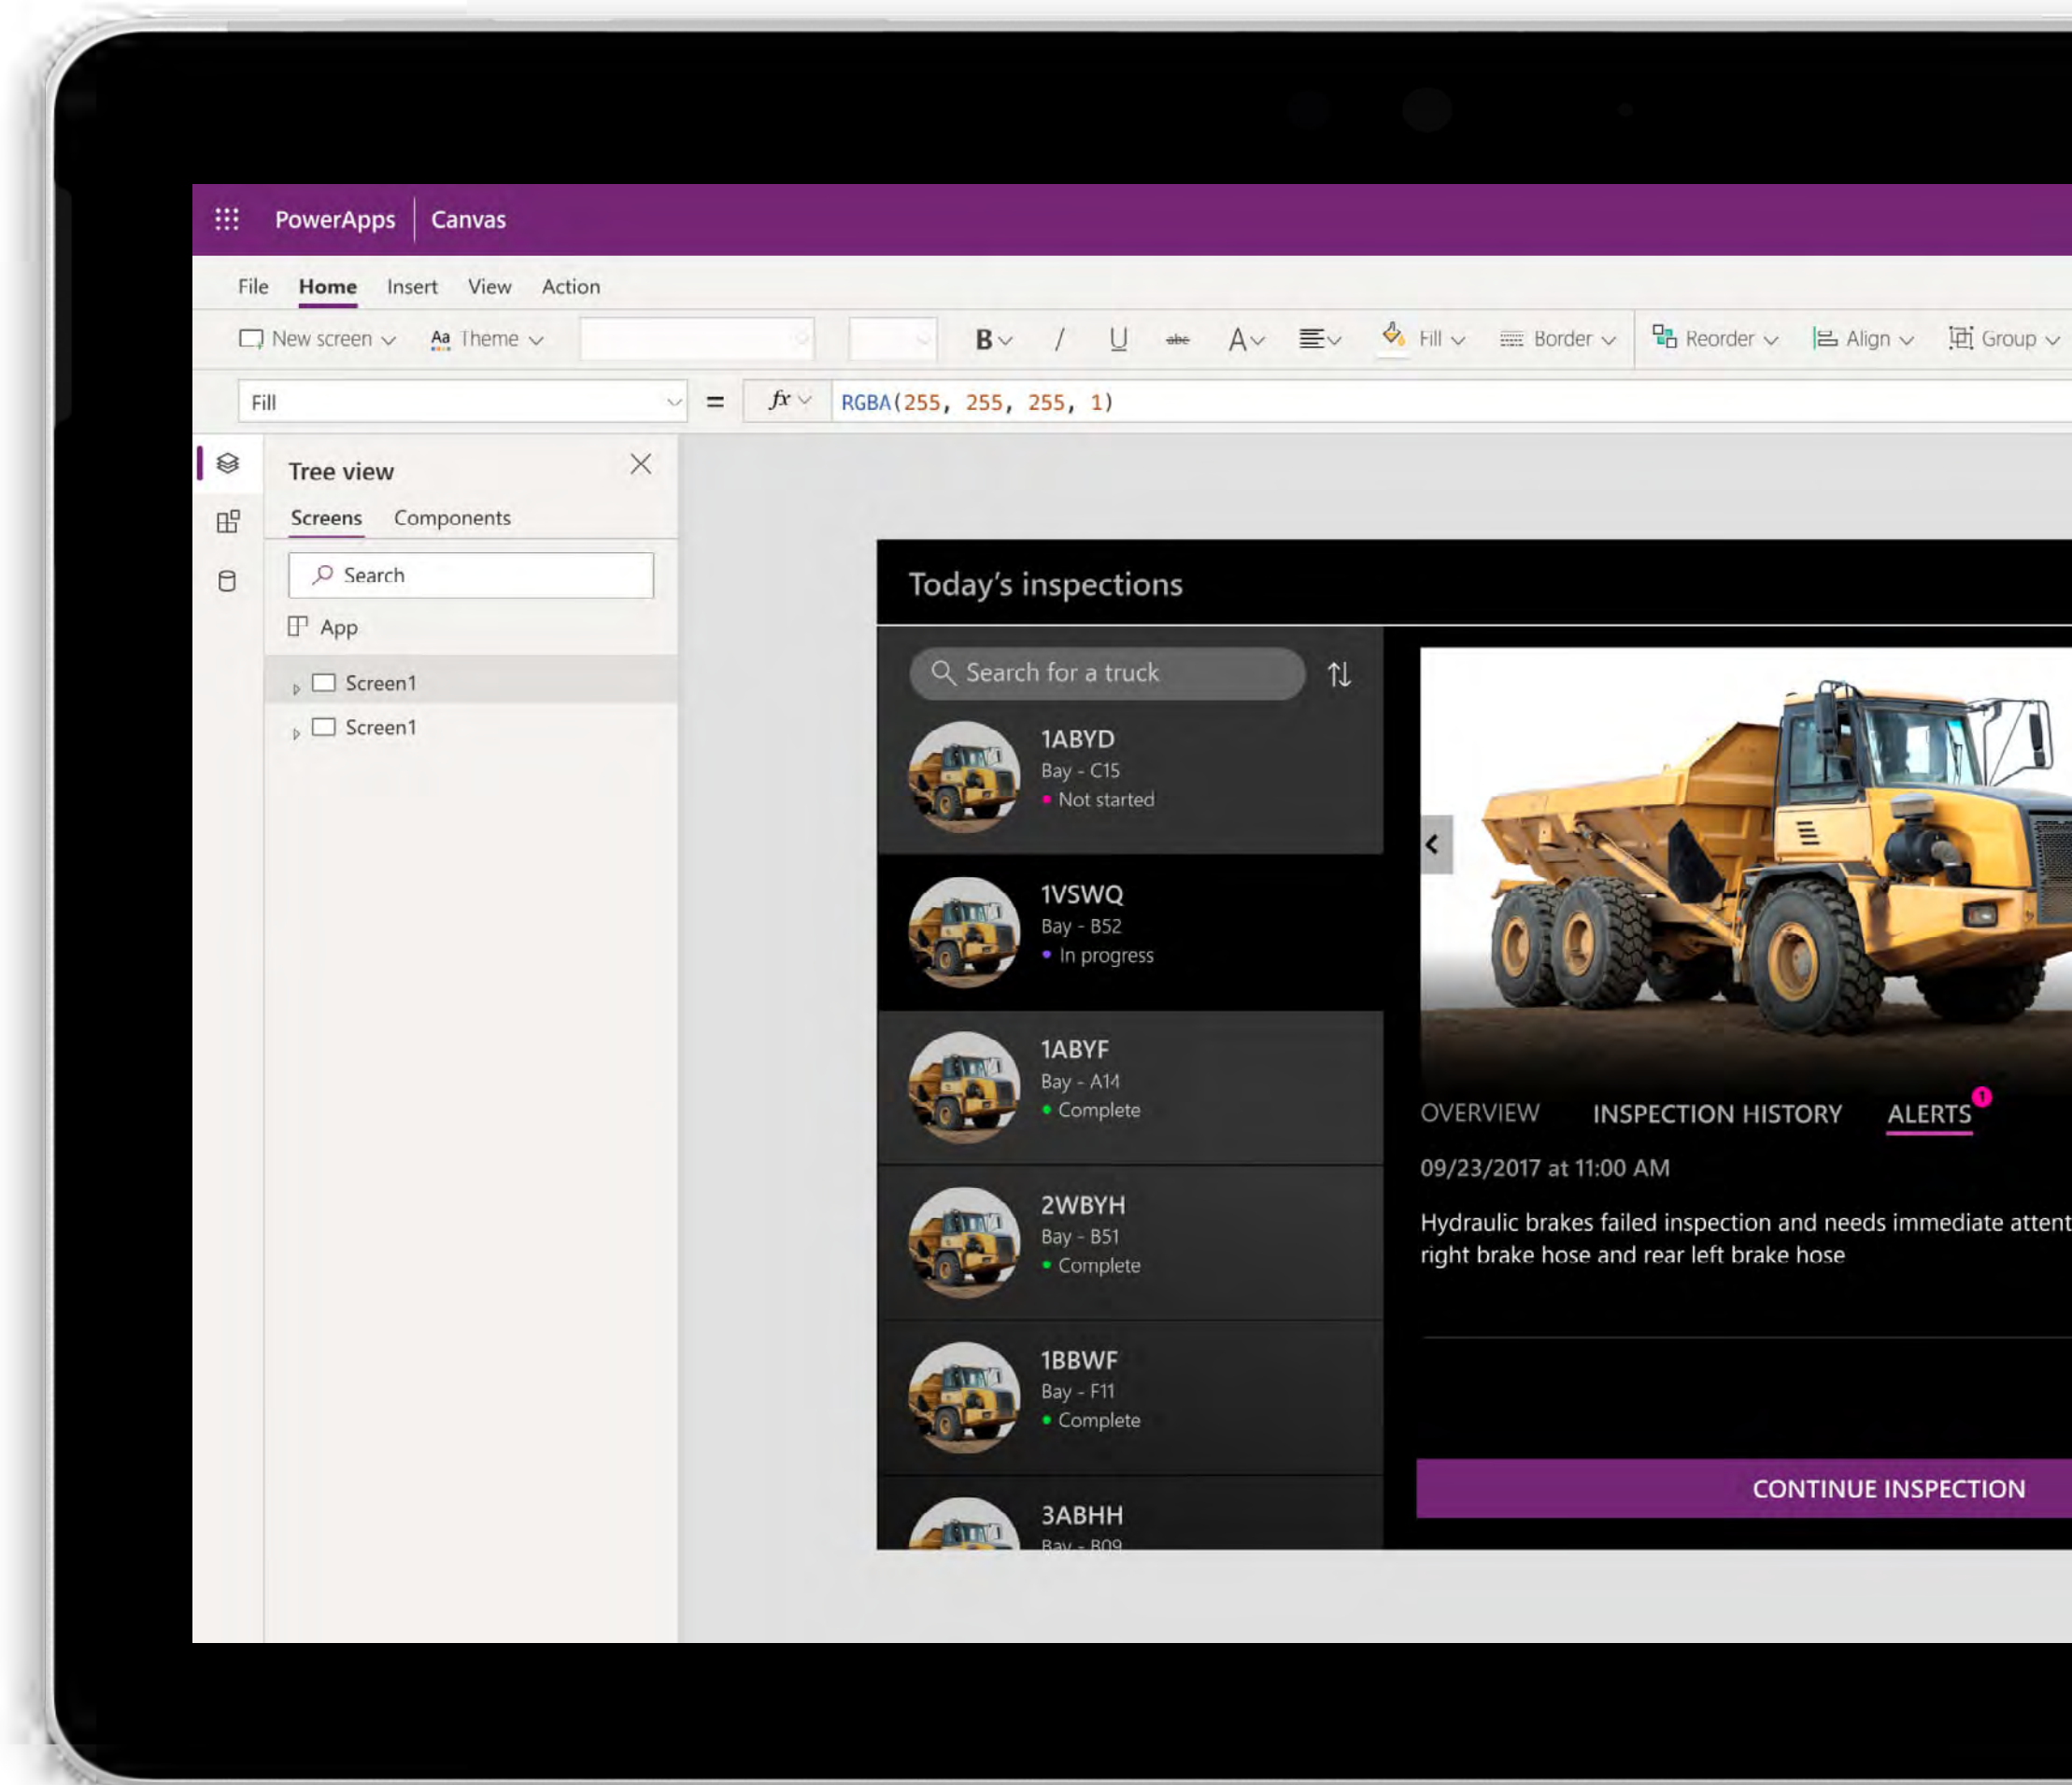 PowerApps Canvas
File Home Insert View Action
New screen Aa Theme B / U abc A Fill Border Reorder Align Group
Fill = fx RGBA(255, 255, 255, 1)
Tree view
Screens Components
Search
App
Screen1
Screen1
Today's inspections
Search for a truck
1ABYD
Bay - C15
Not started
1VSWQ
Bay - B52
In progress
1ABYF
Bay - A14
Complete
2WBYH
Bay - B51
Complete
1BBWF
Bay - F11
Complete
3ABHH
Bay - B09
OVERVIEW INSPECTION HISTORY ALERTS 1
09/23/2017 at 11:00 AM
Hydraulic brakes failed inspection and needs immediate attent
right brake hose and rear left brake hose
CONTINUE INSPECTION